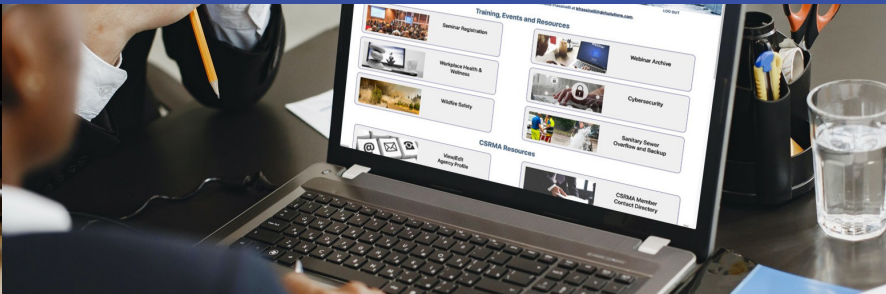 LOG OUT
Training, Events and Resources
Seminar Registration
Webinar Archive
Workplace Health &
Wellness
Cybersecurity
Wildfire Safety
Sanitary Sewer
Overflow and Backup
CSRMA Resources
@
View/Edit
Agency Profile
CSRMA Member
Contact Directory